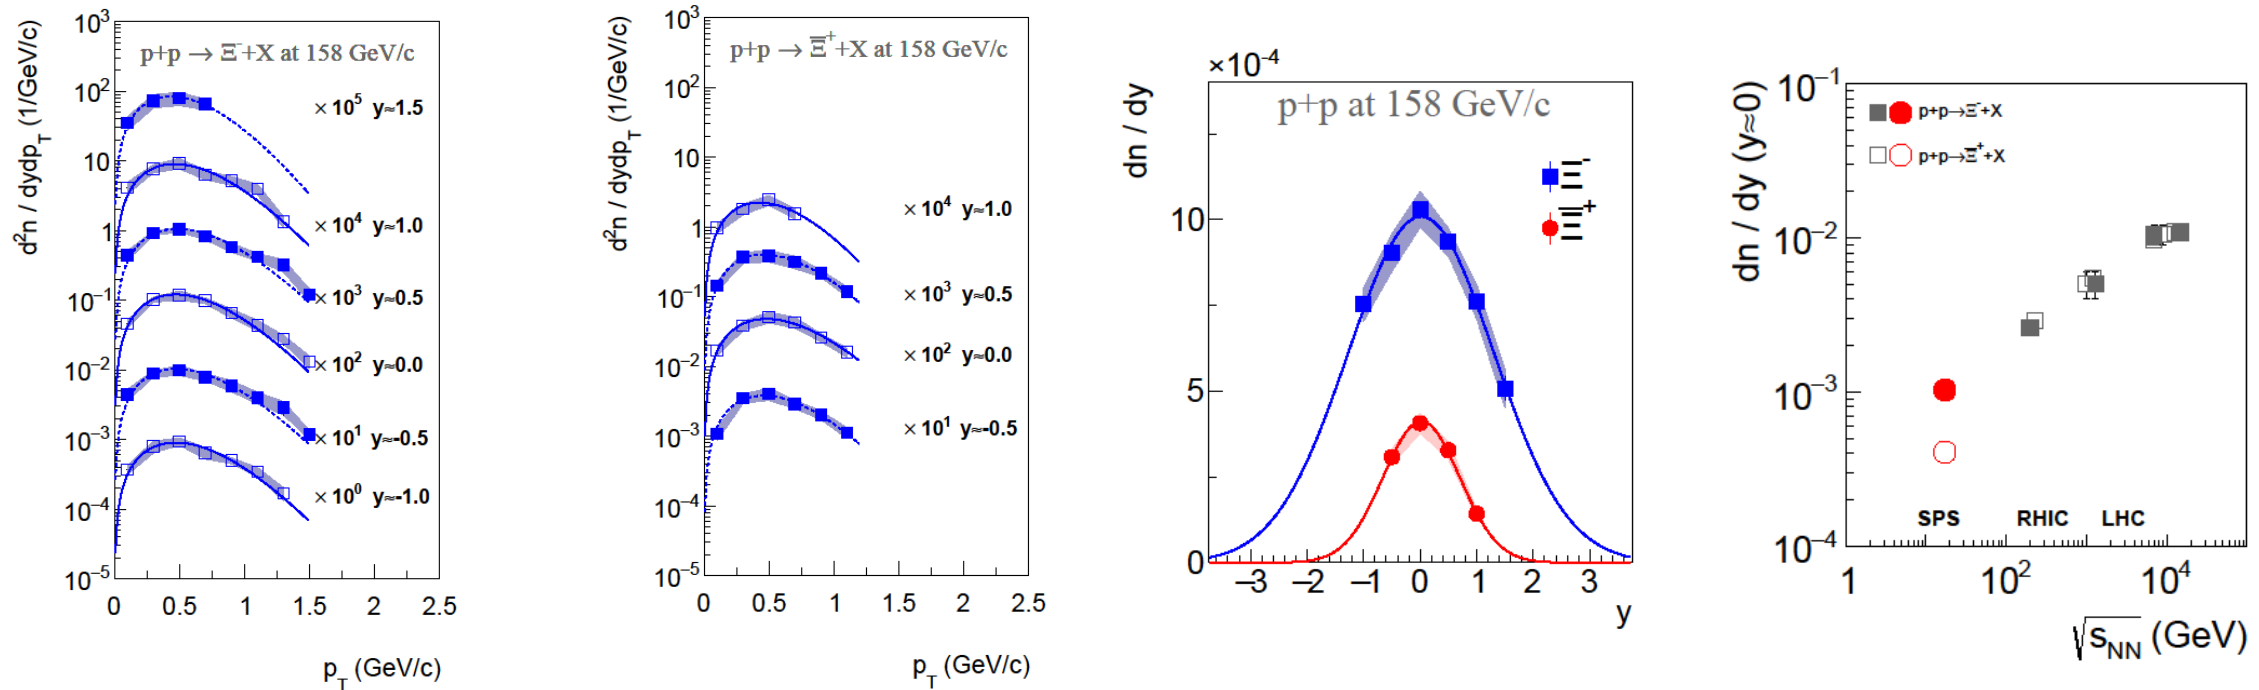 d²n / dydp_T (1/GeV/c)
10³
10²
10
1
10⁻¹
10⁻²
10⁻³
10⁻⁴
10⁻⁵
p+p → Ξ⁻+X at 158 GeV/c
× 10⁵ y≈1.5
× 10⁴ y≈1.0
× 10³ y≈0.5
× 10² y≈0.0
× 10¹ y≈-0.5
× 10⁰ y≈-1.0
0 0.5 1 1.5 2 2.5
p_T (GeV/c)
d²n / dydp_T (1/GeV/c)
10³
10²
10
1
10⁻¹
10⁻²
10⁻³
10⁻⁴
10⁻⁵
p+p → Ξ̅⁺+X at 158 GeV/c
× 10⁴ y≈1.0
× 10³ y≈0.5
× 10² y≈0.0
× 10¹ y≈-0.5
0 0.5 1 1.5 2 2.5
p_T (GeV/c)
×10⁻⁴
dn / dy
p+p at 158 GeV/c
Ξ⁻
Ξ̅⁺
10
5
0
−3 −2 −1 0 1 2 3
y
dn / dy (y≈0)
10⁻¹
10⁻²
10⁻³
10⁻⁴
p+p→Ξ⁻+X
p+p→Ξ̅⁺+X
SPS RHIC LHC
1 10² 10⁴
√s_NN (GeV)